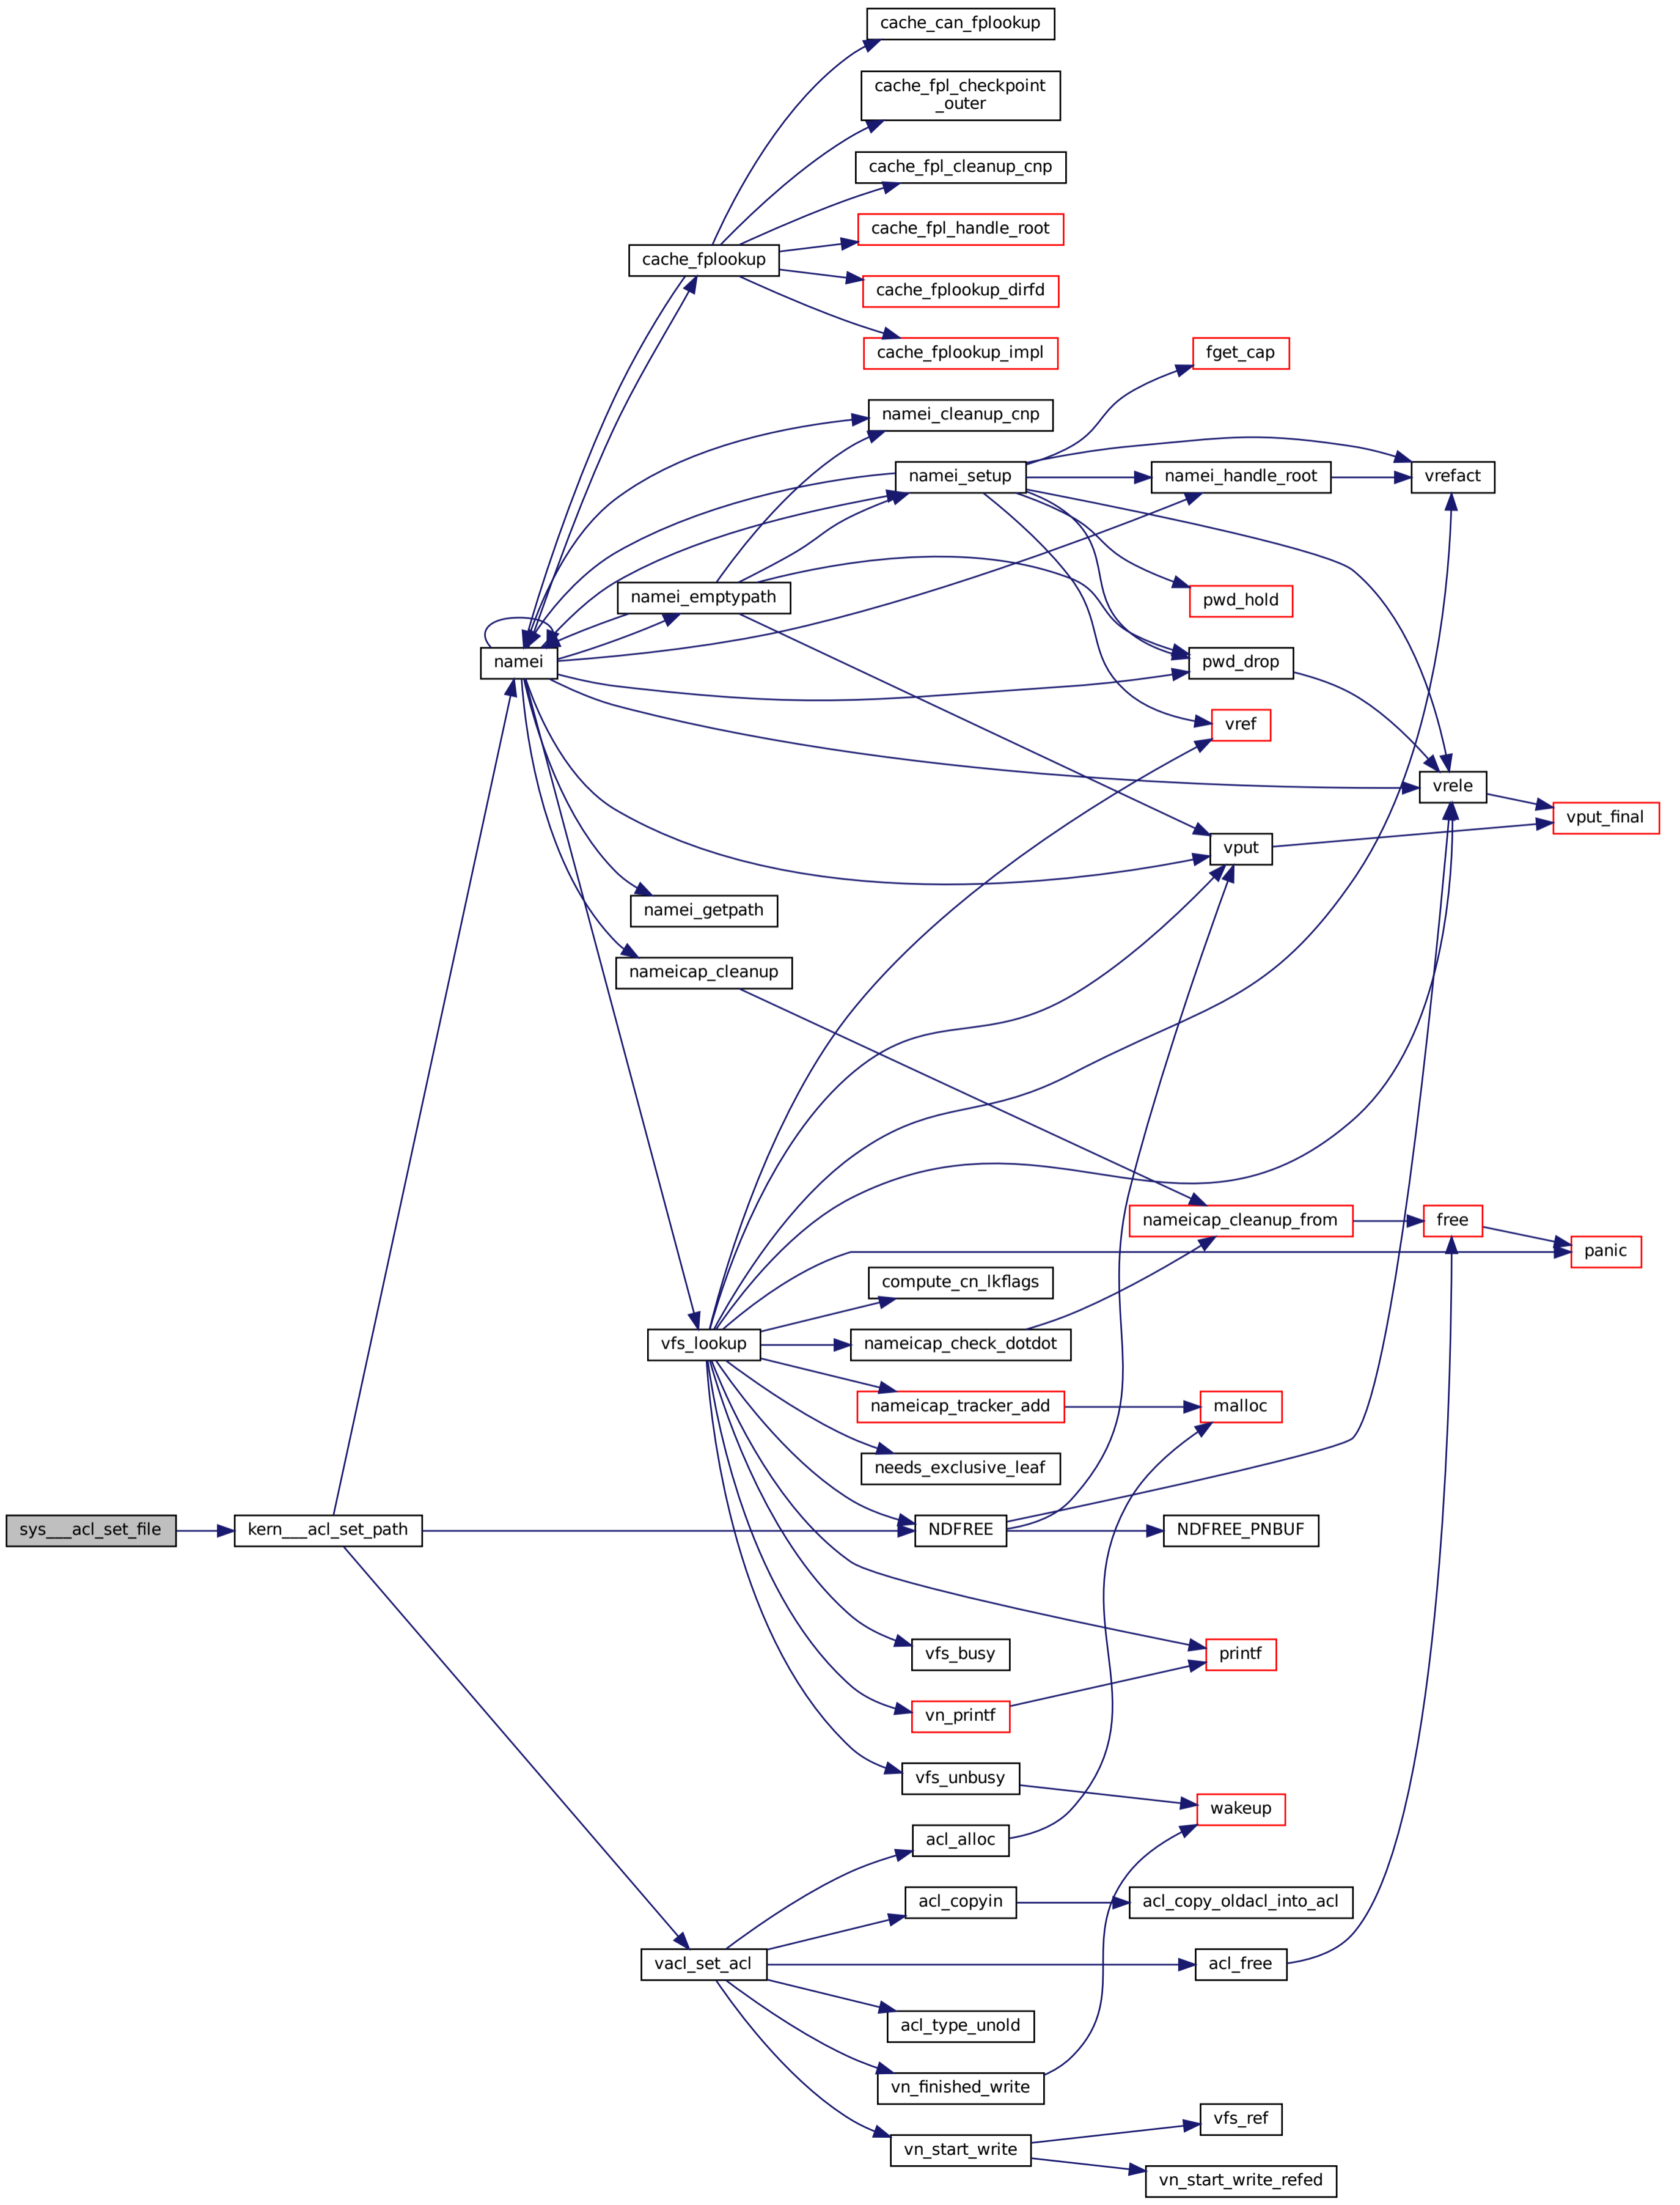 cache_can_fplookup
cache_fpl_checkpoint
_outer
cache_fpl_cleanup_cnp
cache_fpl_handle_root
cache_fplookup
cache_fplookup_dirfd
cache_fplookup_impl
fget_cap
namei_cleanup_cnp
namei_setup
namei_handle_root
vrefact
namei_emptypath
pwd_hold
namei
pwd_drop
vref
vrele
vput_final
vput
namei_getpath
nameicap_cleanup
nameicap_cleanup_from
free
panic
compute_cn_lkflags
vfs_lookup
nameicap_check_dotdot
nameicap_tracker_add
malloc
needs_exclusive_leaf
sys___acl_set_file
kern___acl_set_path
NDFREE
NDFREE_PNBUF
vfs_busy
printf
vn_printf
vfs_unbusy
wakeup
acl_alloc
acl_copyin
acl_copy_oldacl_into_acl
vacl_set_acl
acl_free
acl_type_unold
vn_finished_write
vfs_ref
vn_start_write
vn_start_write_refed